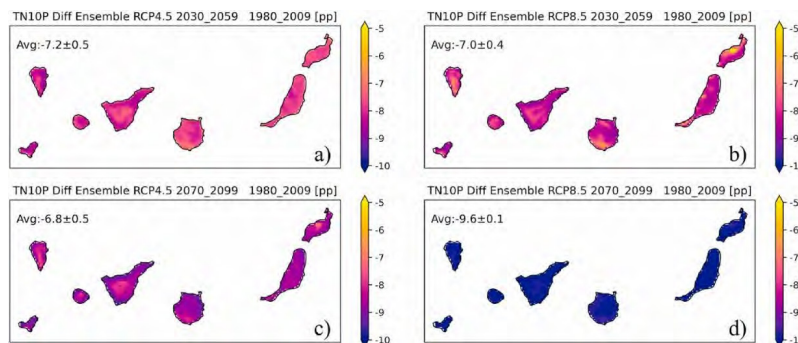 TN10P Diff Ensemble RCP4.5 2030_2059 1980_2009 [pp]
Avg:-7.2±0.5
-5
-6
-7
-8
-9
-10
a)
TN10P Diff Ensemble RCP8.5 2030_2059 1980_2009 [pp]
Avg:-7.0±0.4
-5
-6
-7
-8
-9
-10
b)
TN10P Diff Ensemble RCP4.5 2070_2099 1980_2009 [pp]
Avg:-6.8±0.5
-5
-6
-7
-8
-9
-10
c)
TN10P Diff Ensemble RCP8.5 2070_2099 1980_2009 [pp]
Avg:-9.6±0.1
-5
-6
-7
-8
-9
d)